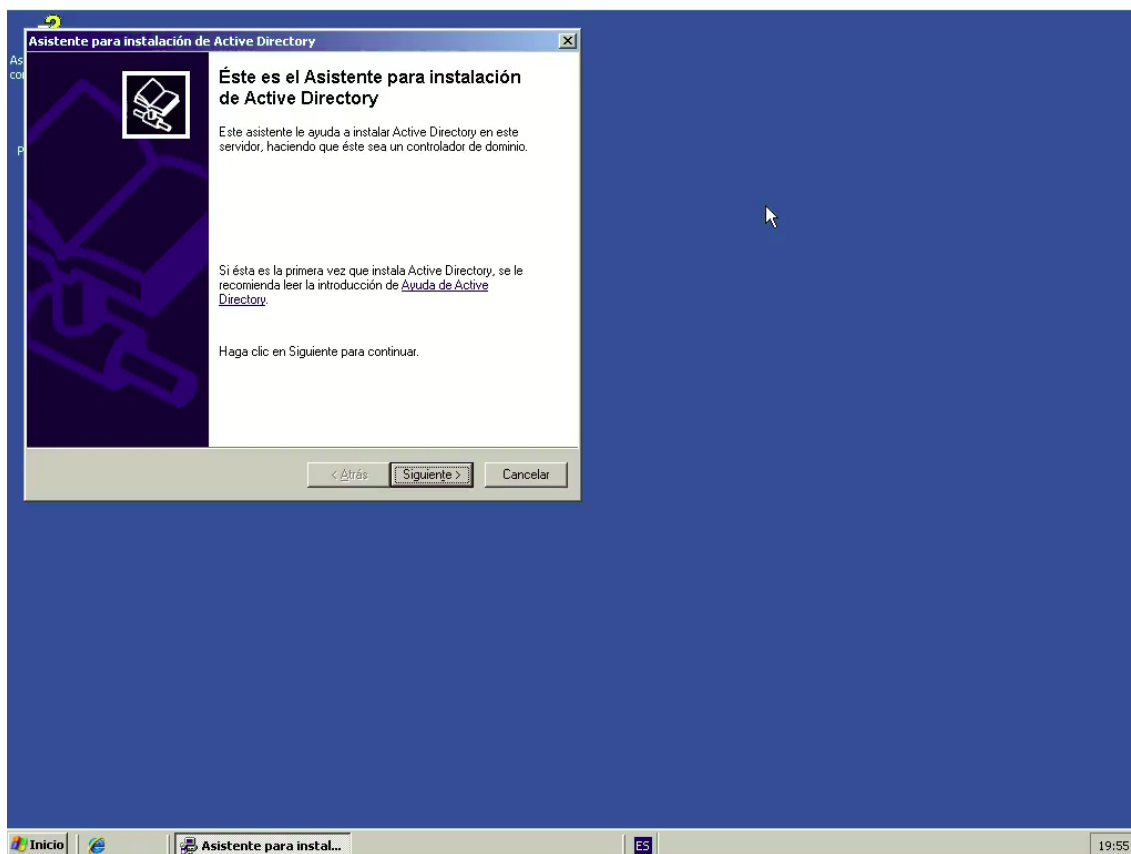 Asistente para instalación de Active Directory
As
co
P
Éste es el Asistente para instalación
de Active Directory
Este asistente le ayuda a instalar Active Directory en este
servidor, haciendo que éste sea un controlador de dominio.
Si ésta es la primera vez que instala Active Directory, se le
recomienda leer la introducción de Ayuda de Active
Directory.
Haga clic en Siguiente para continuar.
< Atrás Siguiente > Cancelar
Inicio Asistente para instal... ES 19:55